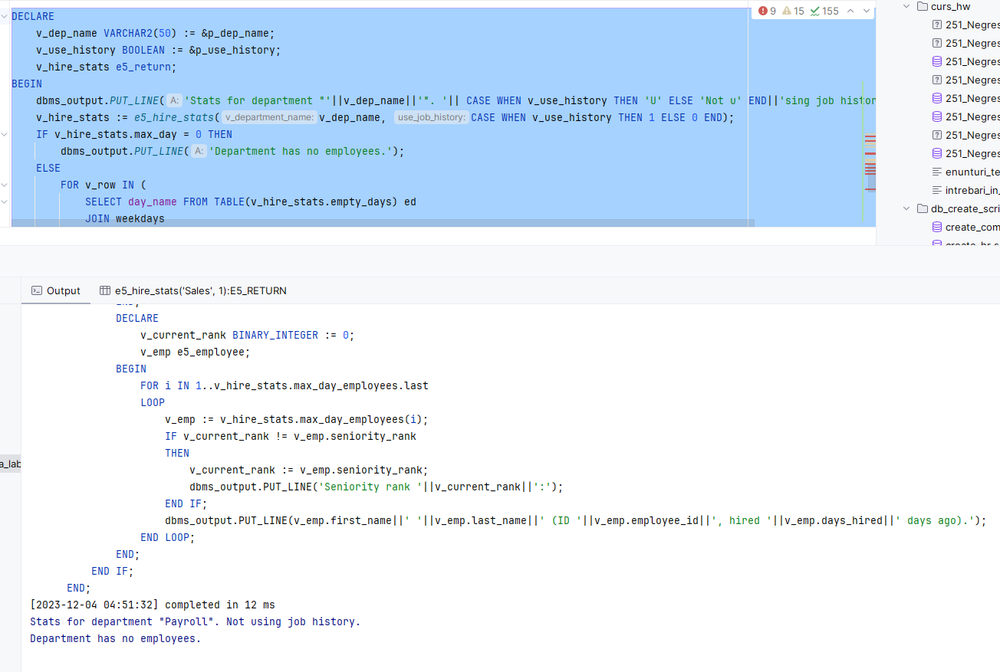 DECLARE
v_dep_name VARCHAR2(50) := &p_dep_name;
v_use_history BOOLEAN := &p_use_history;
v_hire_stats e5_return;
BEGIN
dbms_output.PUT_LINE( A: 'Stats for department "'||v_dep_name||'". '|| CASE WHEN v_use_history THEN 'U' ELSE 'Not u' END||'sing job histor
v_hire_stats := e5_hire_stats( v_department_name: v_dep_name, use_job_history: CASE WHEN v_use_history THEN 1 ELSE 0 END);
IF v_hire_stats.max_day = 0 THEN
dbms_output.PUT_LINE( A: 'Department has no employees.');
ELSE
FOR v_row IN (
SELECT day_name FROM TABLE(v_hire_stats.empty_days) ed
JOIN weekdays
9 15 155
curs_hw
251_Negres
251_Negres
251_Negres
251_Negres
251_Negres
251_Negres
251_Negres
251_Negres
enunturi_te
intrebari_in_
db_create_scri
create_com
Output
e5_hire_stats('Sales', 1):E5_RETURN
a_lab
DECLARE
v_current_rank BINARY_INTEGER := 0;
v_emp e5_employee;
BEGIN
FOR i IN 1..v_hire_stats.max_day_employees.last
LOOP
v_emp := v_hire_stats.max_day_employees(i);
IF v_current_rank != v_emp.seniority_rank
THEN
v_current_rank := v_emp.seniority_rank;
dbms_output.PUT_LINE('Seniority rank '||v_current_rank||':');
END IF;
dbms_output.PUT_LINE(v_emp.first_name||' '||v_emp.last_name||' (ID '||v_emp.employee_id||', hired '||v_emp.days_hired||' days ago).');
END LOOP;
END;
END IF;
END;
[2023-12-04 04:51:32] completed in 12 ms
Stats for department "Payroll". Not using job history.
Department has no employees.